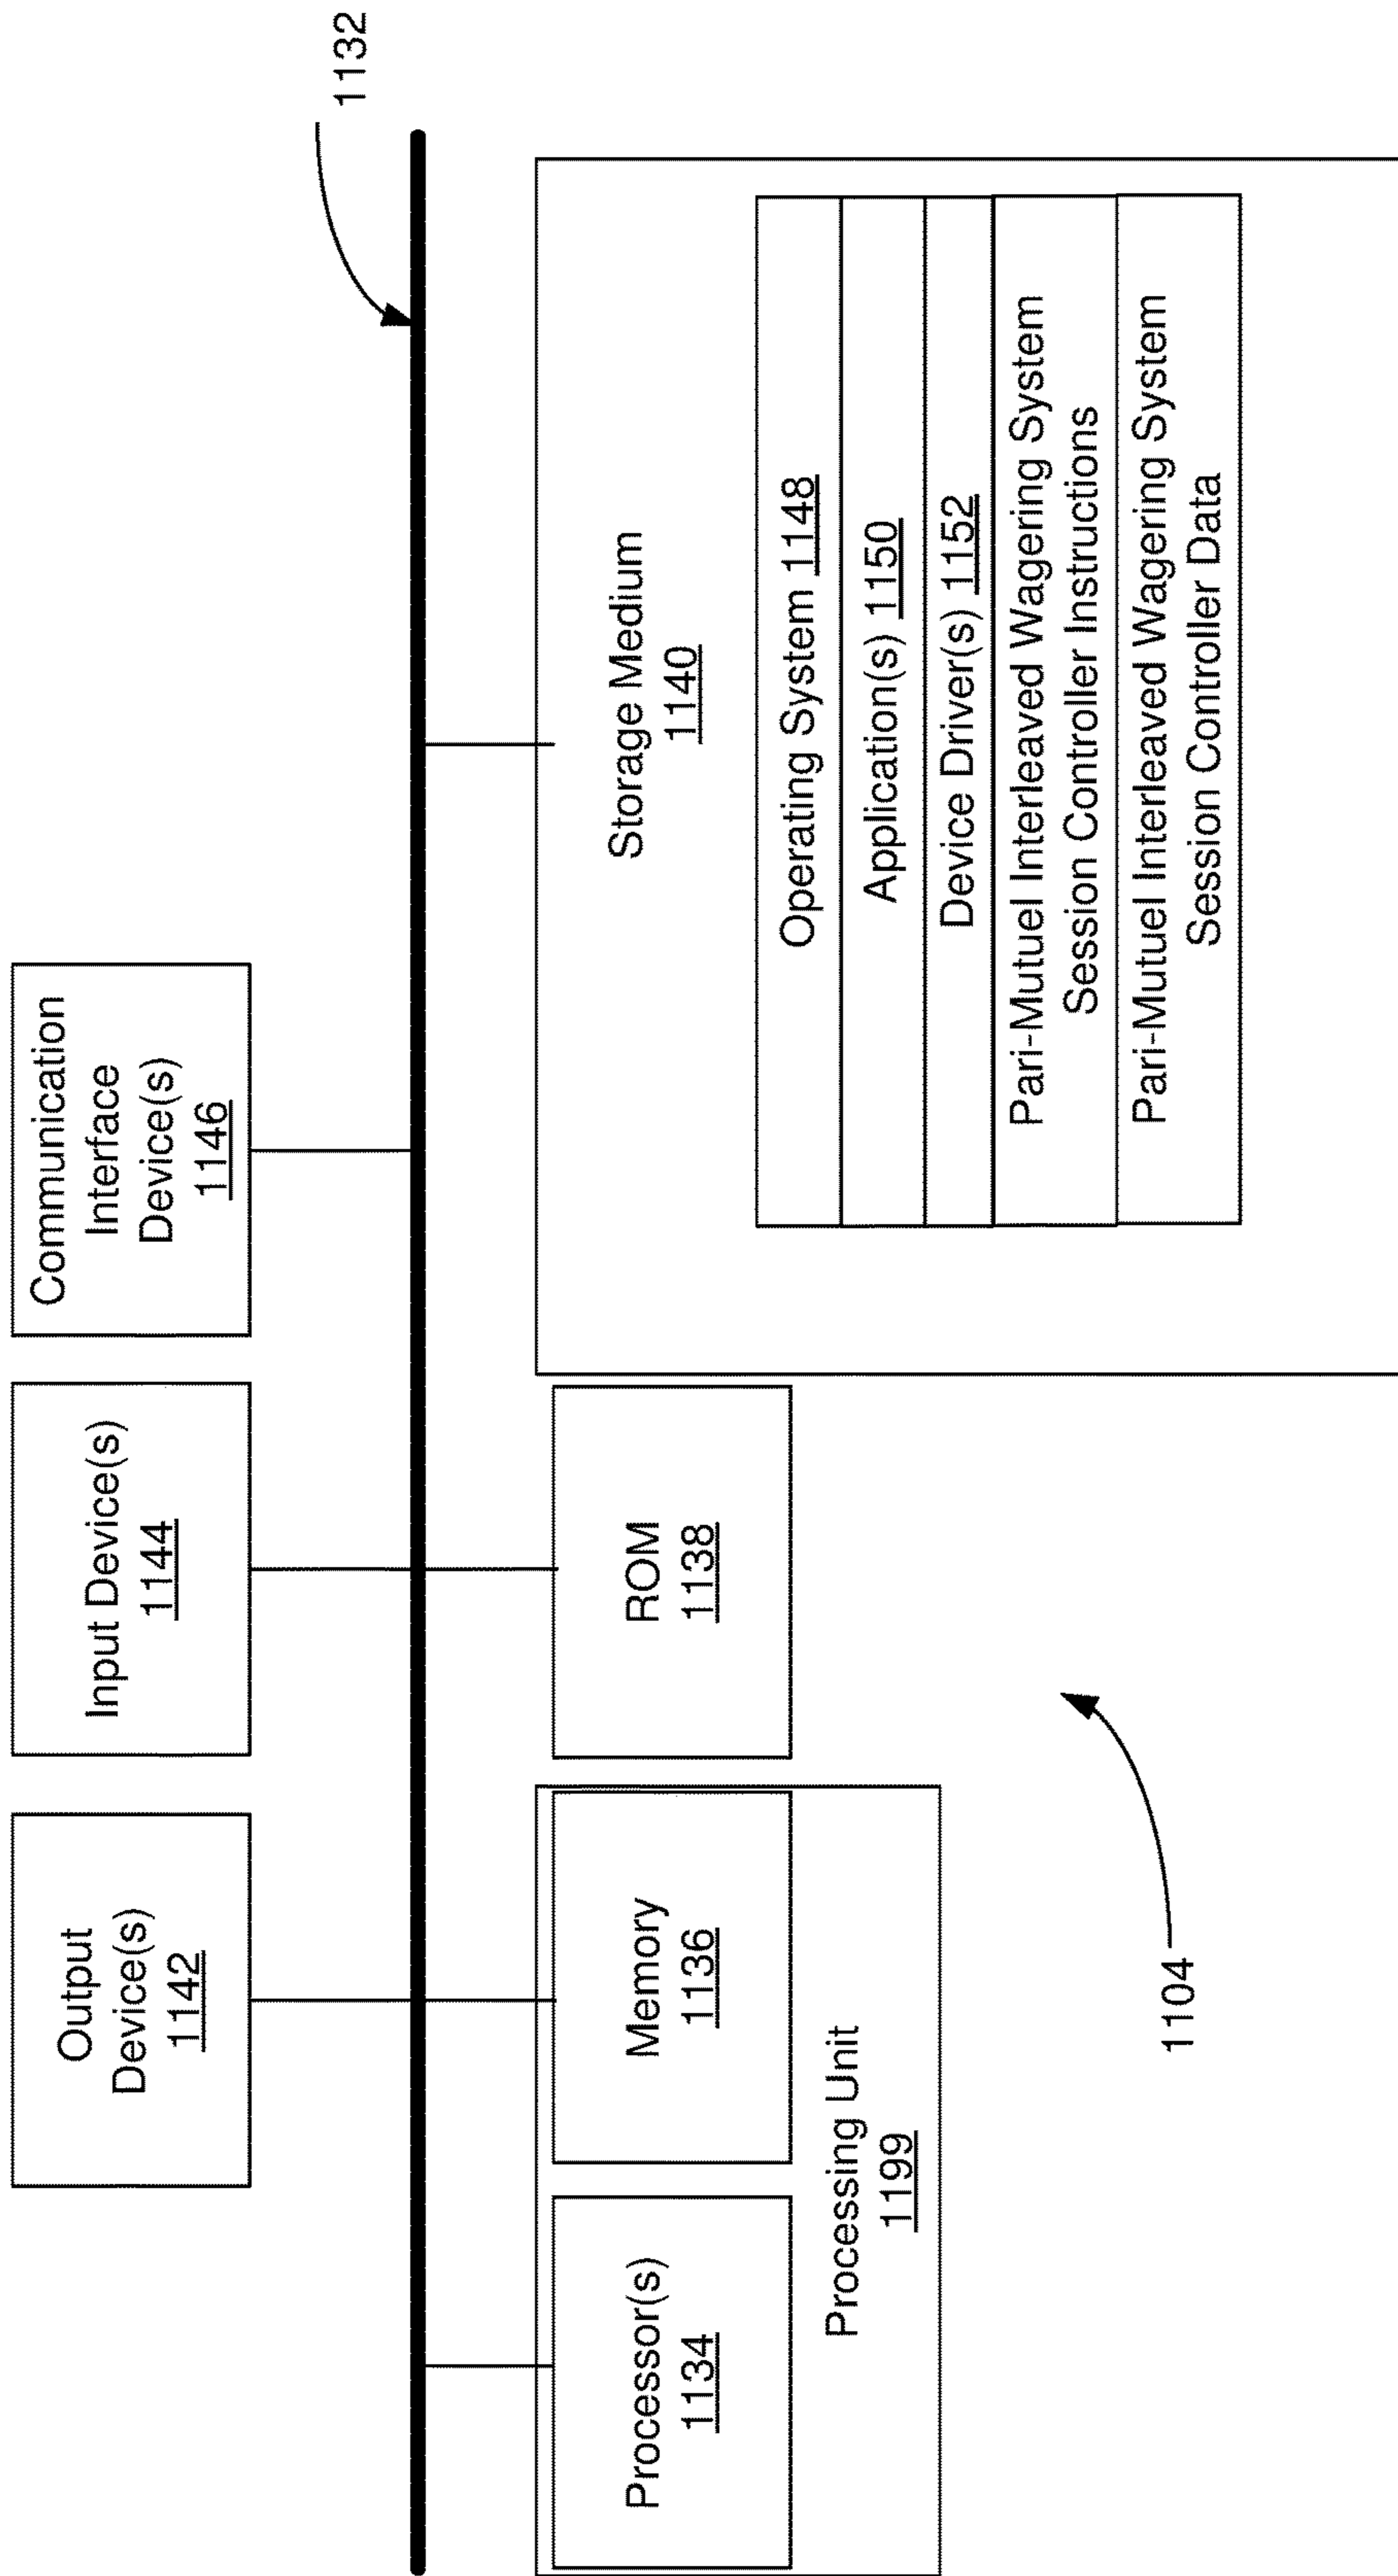 1132
Output
Device(s)
1142
Input Device(s)
1144
Communication
Interface
Device(s)
1146
Processor(s)
1134
Memory
1136
Processing Unit
1199
ROM
1138
Storage Medium
1140
Operating System 1148
Application(s) 1150
Device Driver(s) 1152
Pari-Mutuel Interleaved Wagering System
Session Controller Instructions
Pari-Mutuel Interleaved Wagering System
Session Controller Data
1104